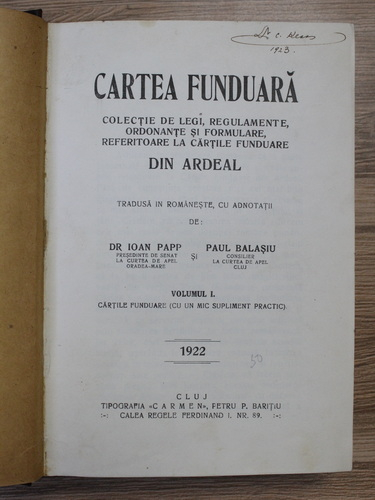 1923.
CARTEA FUNDUARĂ
COLECȚIE DE LEGI, REGULAMENTE,
ORDONANȚE ȘI FORMULARE,
REFERITOARE LA CĂRȚILE FUNDUARE
DIN ARDEAL
TRADUSĂ IN ROMÂNEȘTE, CU ADNOTAȚII
DE:
DR IOAN PAPP
PREȘEDINTE DE SENAT
LA CURTEA DE APEL
ORADEA-MARE
ȘI
PAUL BALAȘIU
CONSILIER
LA CURTEA DE APEL
CLUJ
VOLUMUL I.
CĂRȚILE FUNDUARE (CU UN MIC SUPLIMENT PRACTIC).
1922
CLUJ
TIPOGRAFIA «CARMEN», PETRU P. BARIȚIU
:-: CALEA REGELE FERDINAND I. NR. 89. :-: